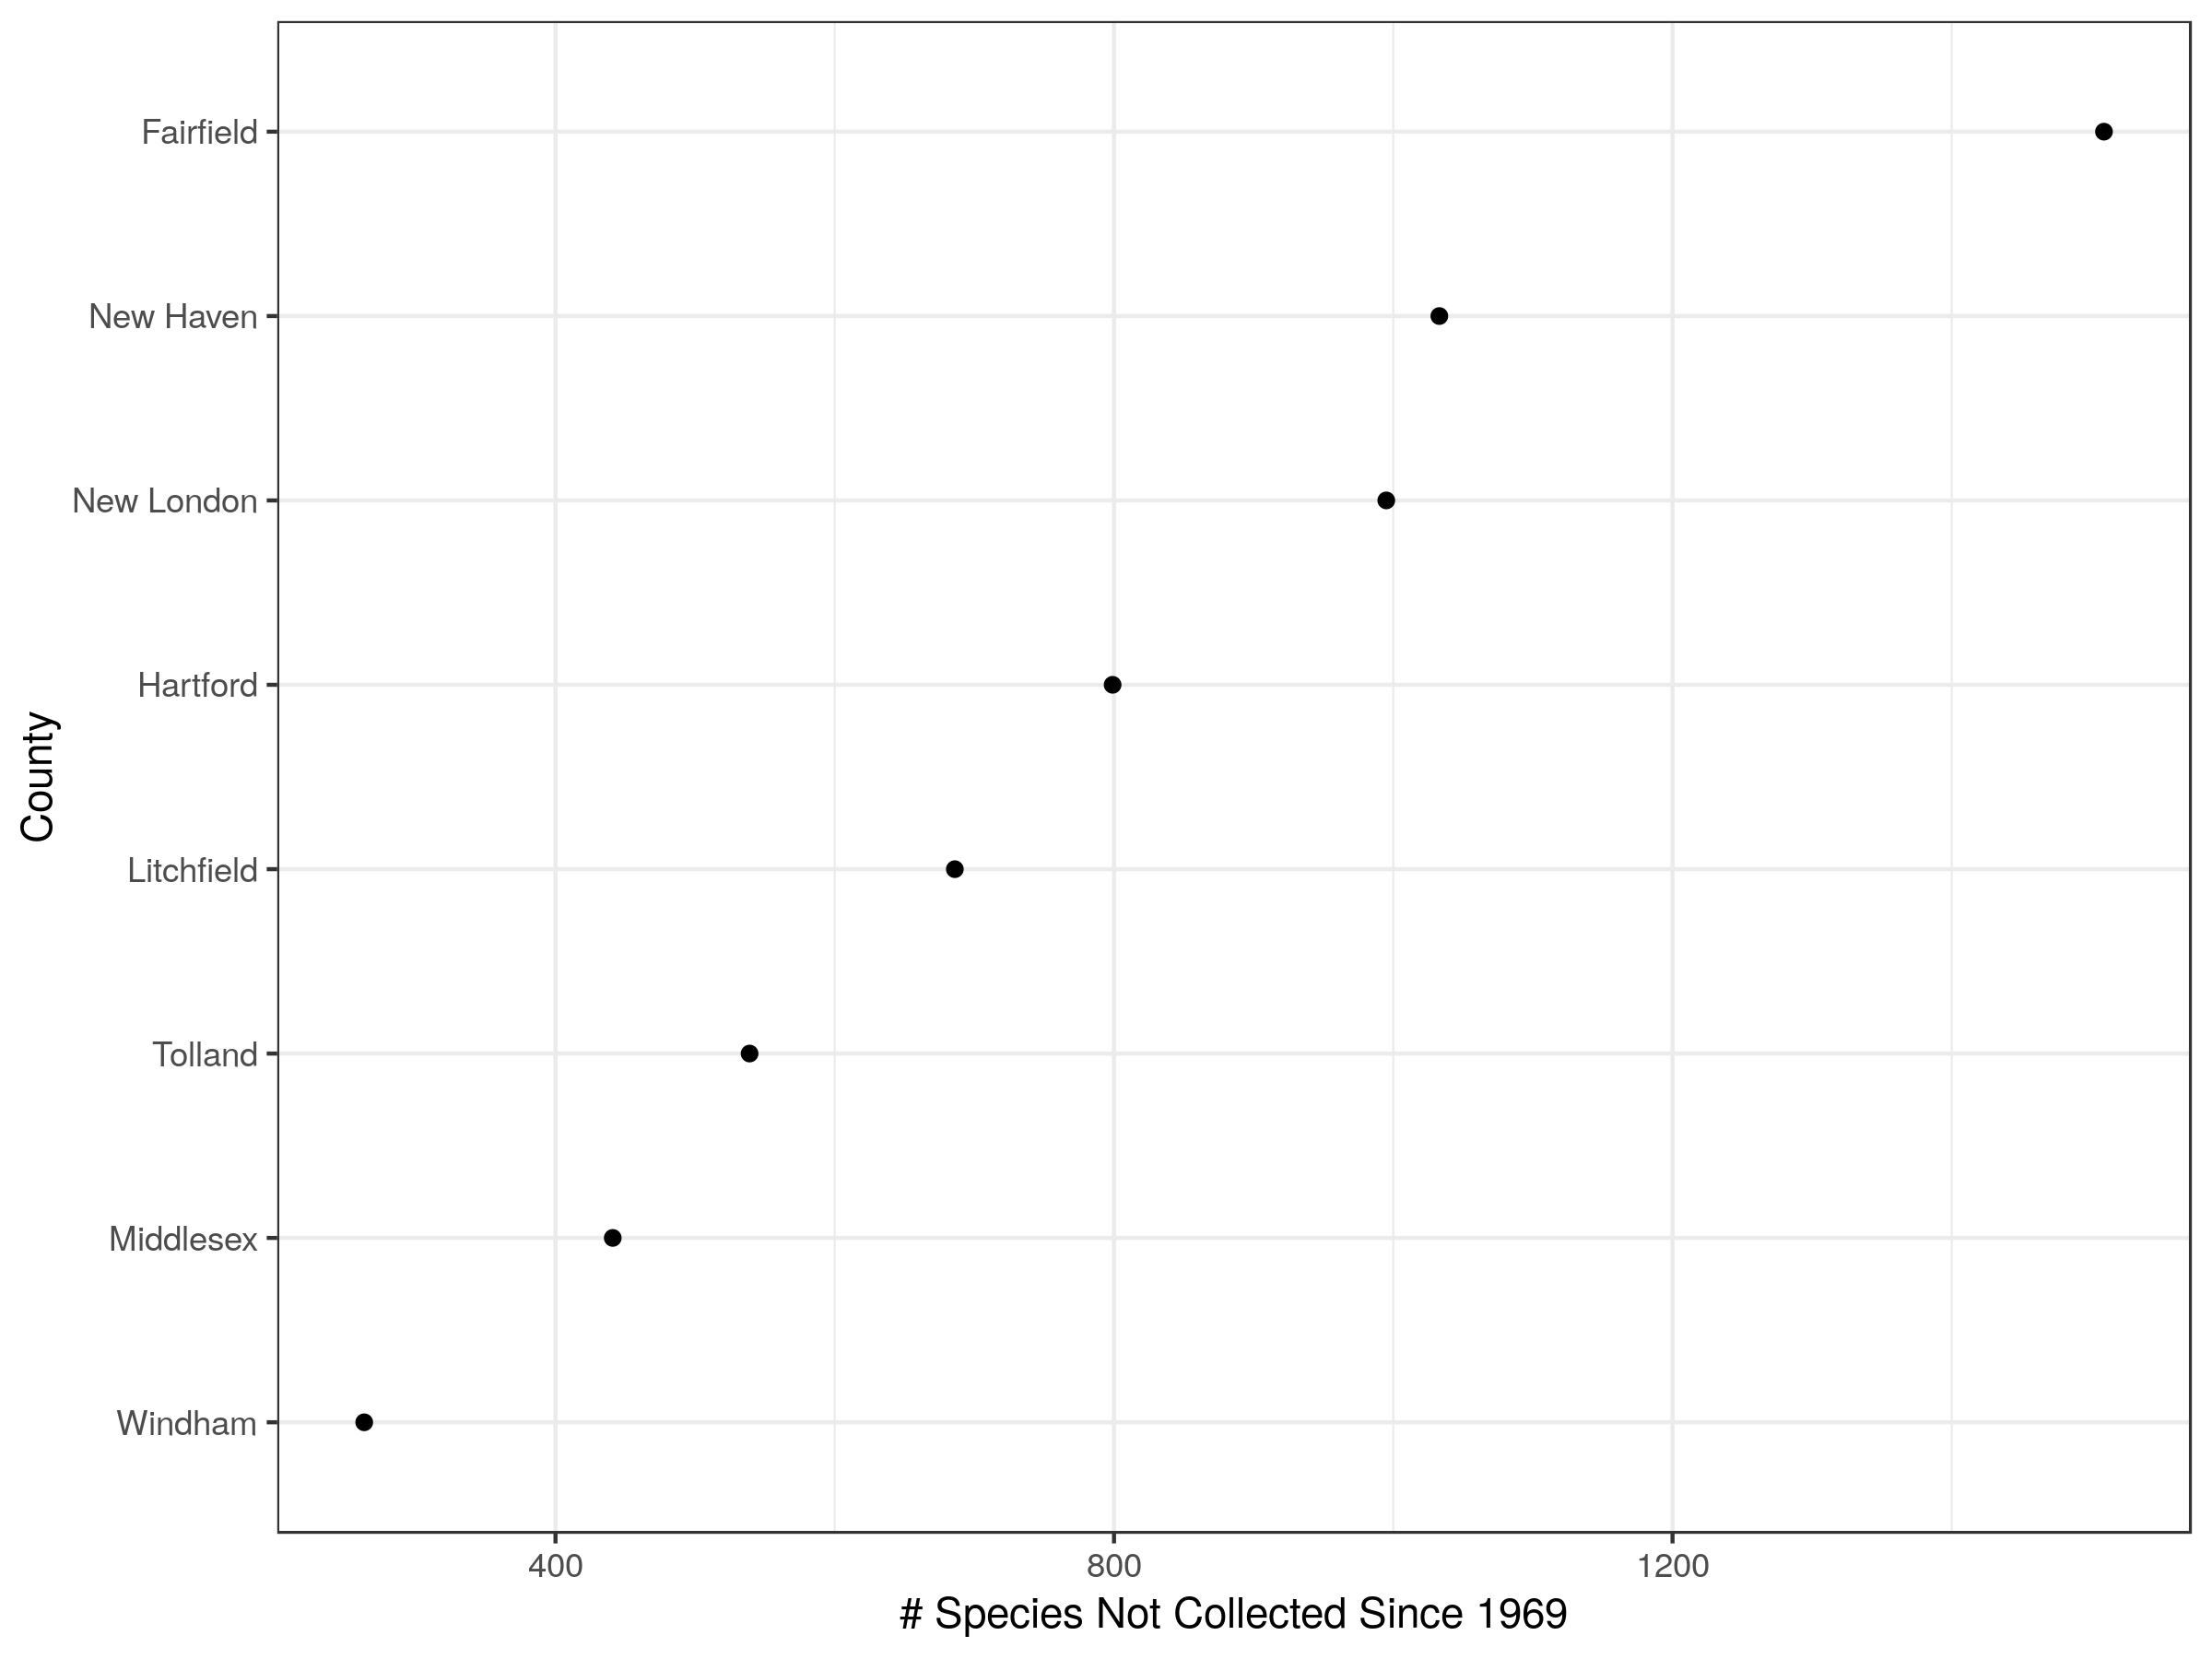 Fairfield
New Haven
New London
Hartford
Litchfield
Tolland
Middlesex
Windham
County
400 800 1200
# Species Not Collected Since 1969